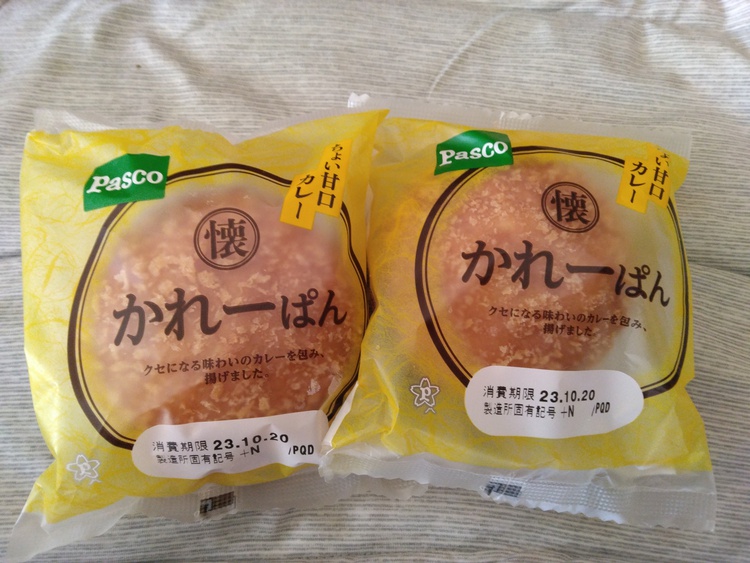 Pasco
ちょい甘口
カレー
懐
かれーぱん
クセになる味わいのカレーを包み、
揚げました。
消費期限 23.10.20
製造所固有記号 +N /PQD
P
Pasco
ちょい甘口
カレー
懐
かれーぱん
クセになる味わいのカレーを包み、
揚げました。
消費期限 23.10.20
製造所固有記号 +N /PQD
P